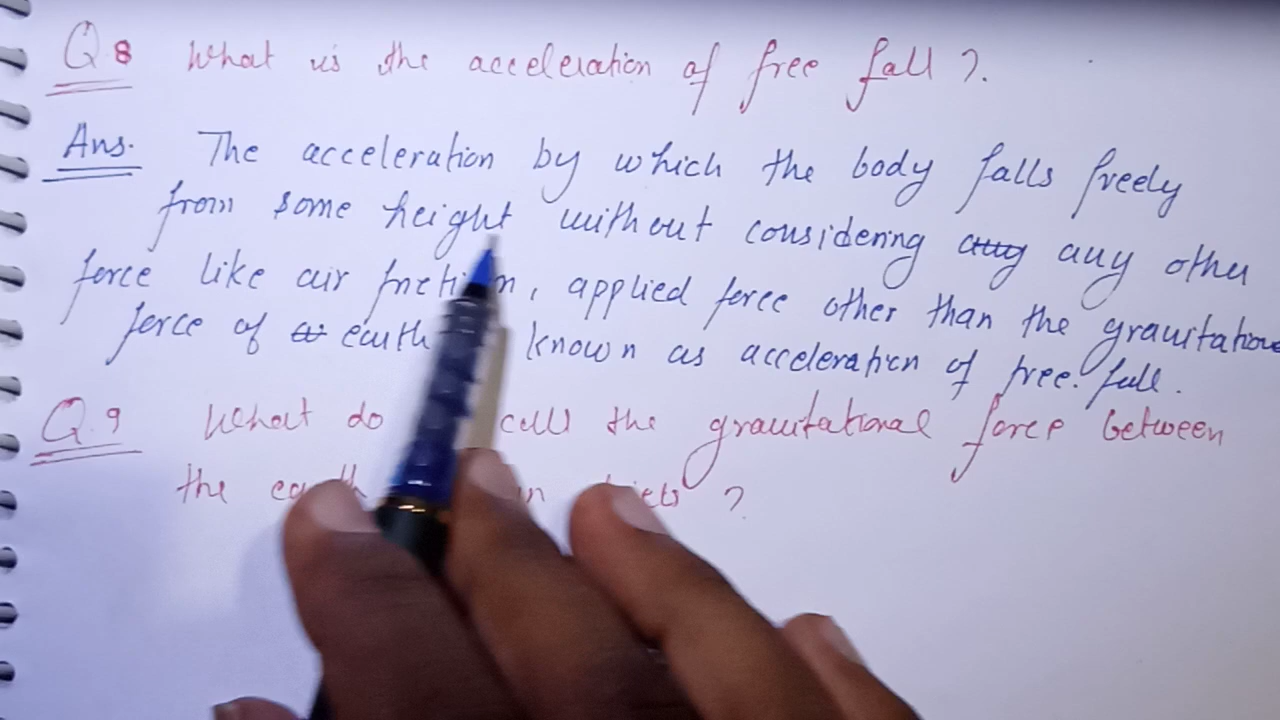 Q.8 What is the acceleration of free fall ?.
Ans. The acceleration by which the body falls freely
from some height without considering any any other
force like air friction, applied force other than the gravitation
force of earth known as acceleration of free fall.
Q.9 What do call the gravitational force between
the ?